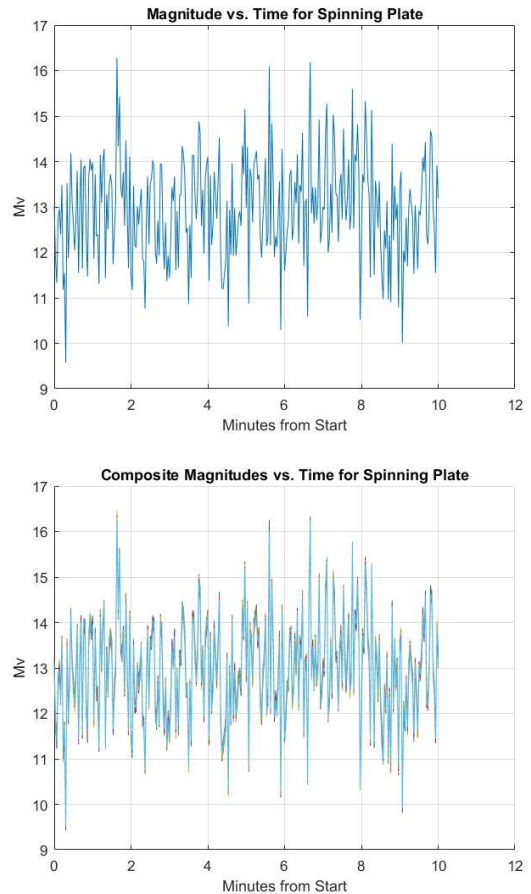 Magnitude vs. Time for Spinning Plate
17
16
15
14
13
12
11
10
9
Mv
0 2 4 6 8 10 12
Minutes from Start
Composite Magnitudes vs. Time for Spinning Plate
17
16
15
14
13
12
11
10
9
Mv
0 2 4 6 8 10 12
Minutes from Start